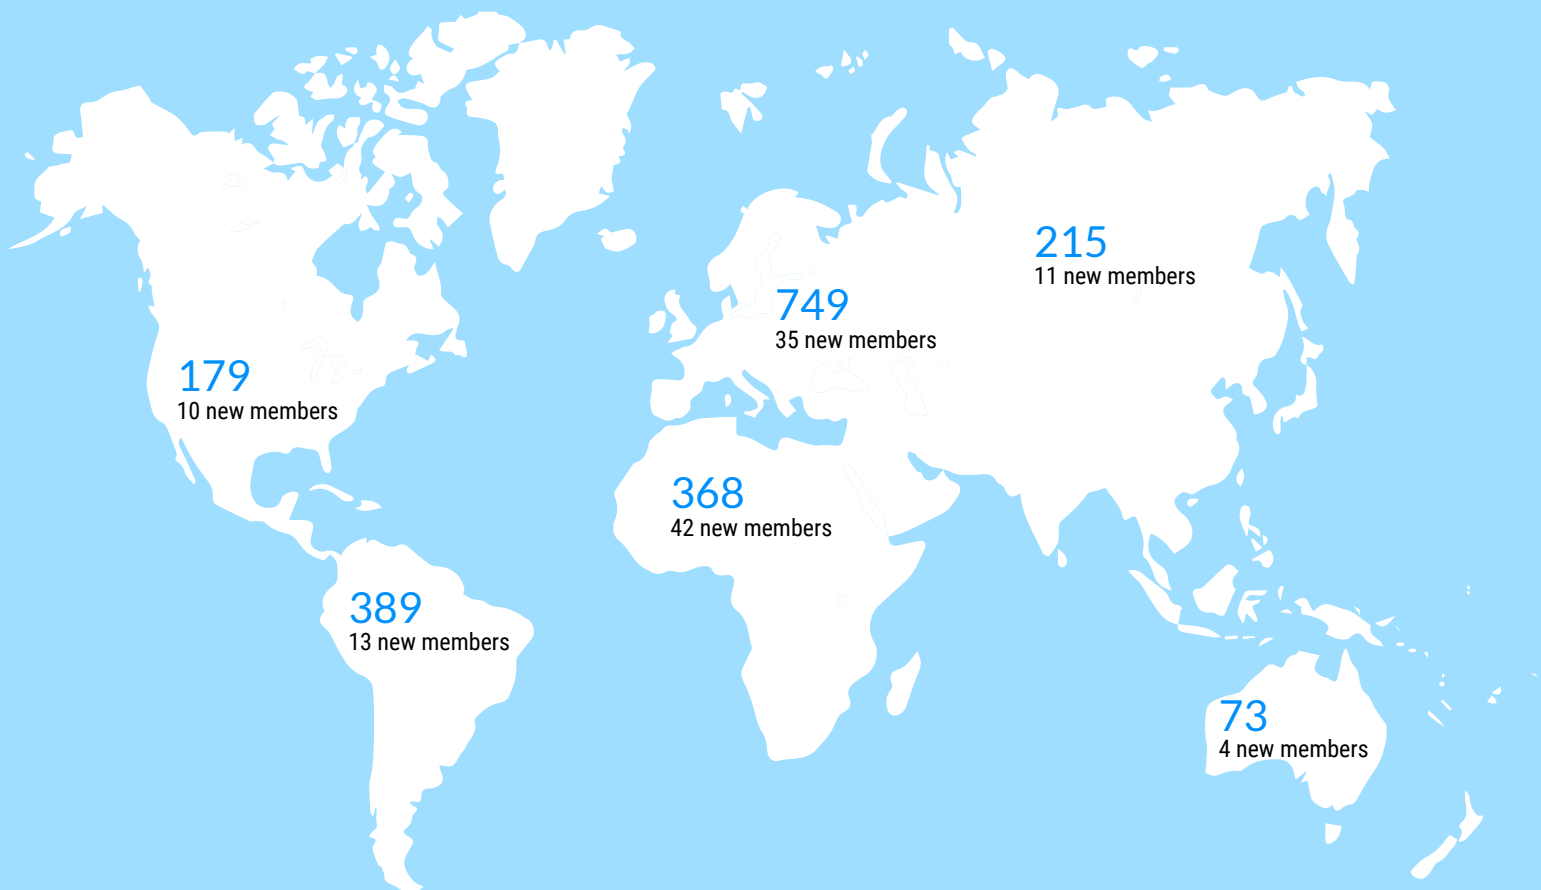 215
11 new members
749
35 new members
179
10 new members
368
42 new members
389
13 new members
73
4 new members